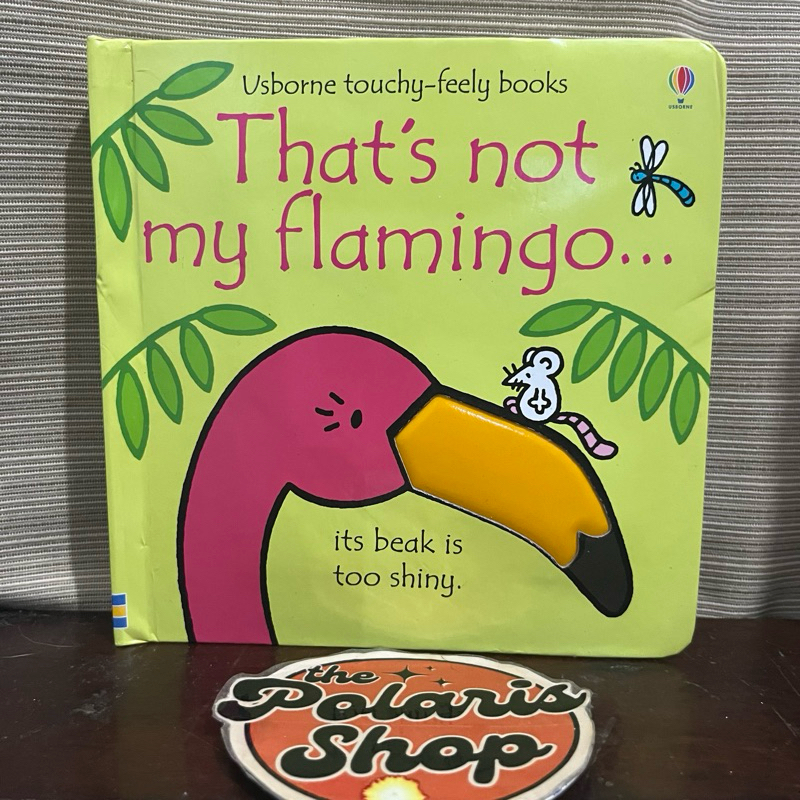 Usborne touchy-feely books
USBORNE
That's not
my flamingo...
its beak is
too shiny.
the
Polaris
Shop